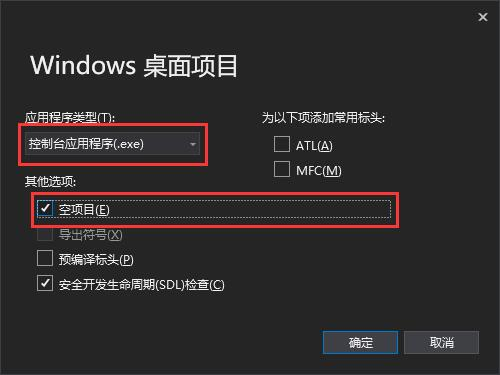 Windows 桌面项目
应用程序类型(T):
控制台应用程序(.exe)
为以下项添加常用标头:
ATL(A)
MFC(M)
其他选项:
空项目(E)
导出符号(X)
预编译标头(P)
安全开发生命周期(SDL)检查(C)
确定
取消